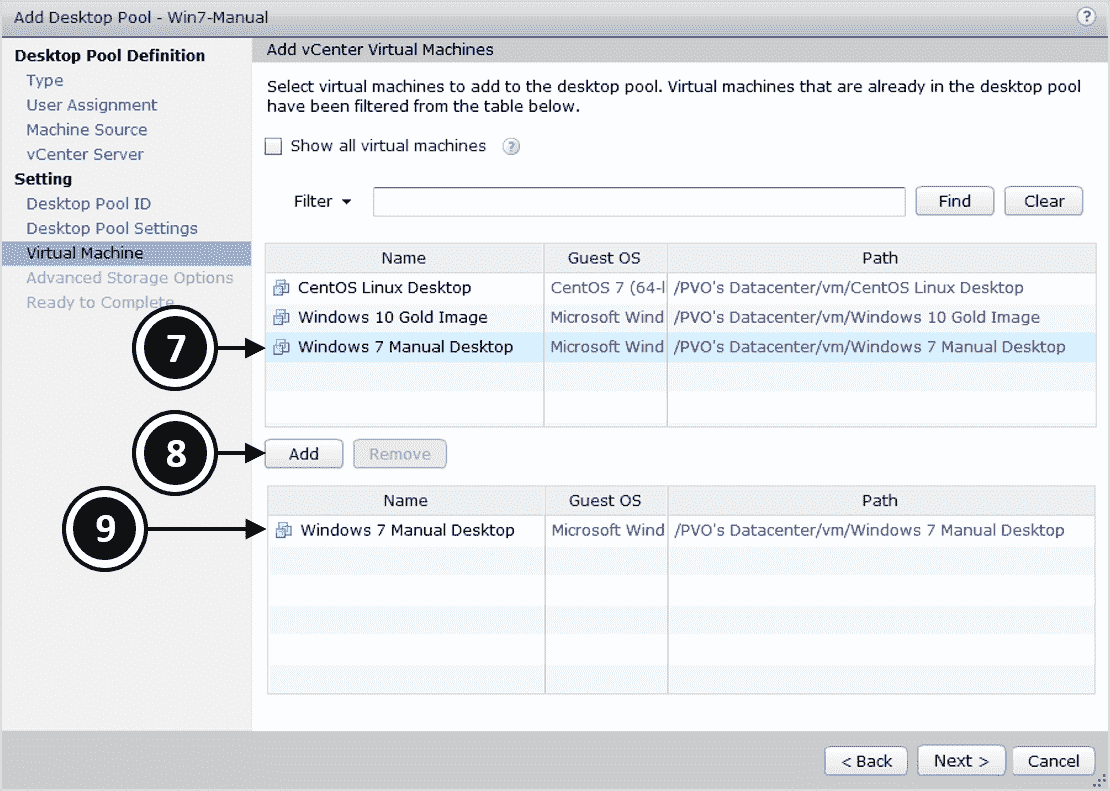 Add Desktop Pool - Win7-Manual
?
Desktop Pool Definition
Type
User Assignment
Machine Source
vCenter Server
Setting
Desktop Pool ID
Desktop Pool Settings
Virtual Machine
Advanced Storage Options
Ready to Complete
Add vCenter Virtual Machines
Select virtual machines to add to the desktop pool. Virtual machines that are already in the desktop pool
have been filtered from the table below.
Show all virtual machines ?
Filter Find Clear
Name Guest OS Path
CentOS Linux Desktop CentOS 7 (64-l /PVO's Datacenter/vm/CentOS Linux Desktop
Windows 10 Gold Image Microsoft Wind /PVO's Datacenter/vm/Windows 10 Gold Image
7 Windows 7 Manual Desktop Microsoft Wind /PVO's Datacenter/vm/Windows 7 Manual Desktop
8 Add Remove
Name Guest OS Path
9 Windows 7 Manual Desktop Microsoft Wind /PVO's Datacenter/vm/Windows 7 Manual Desktop
< Back Next > Cancel